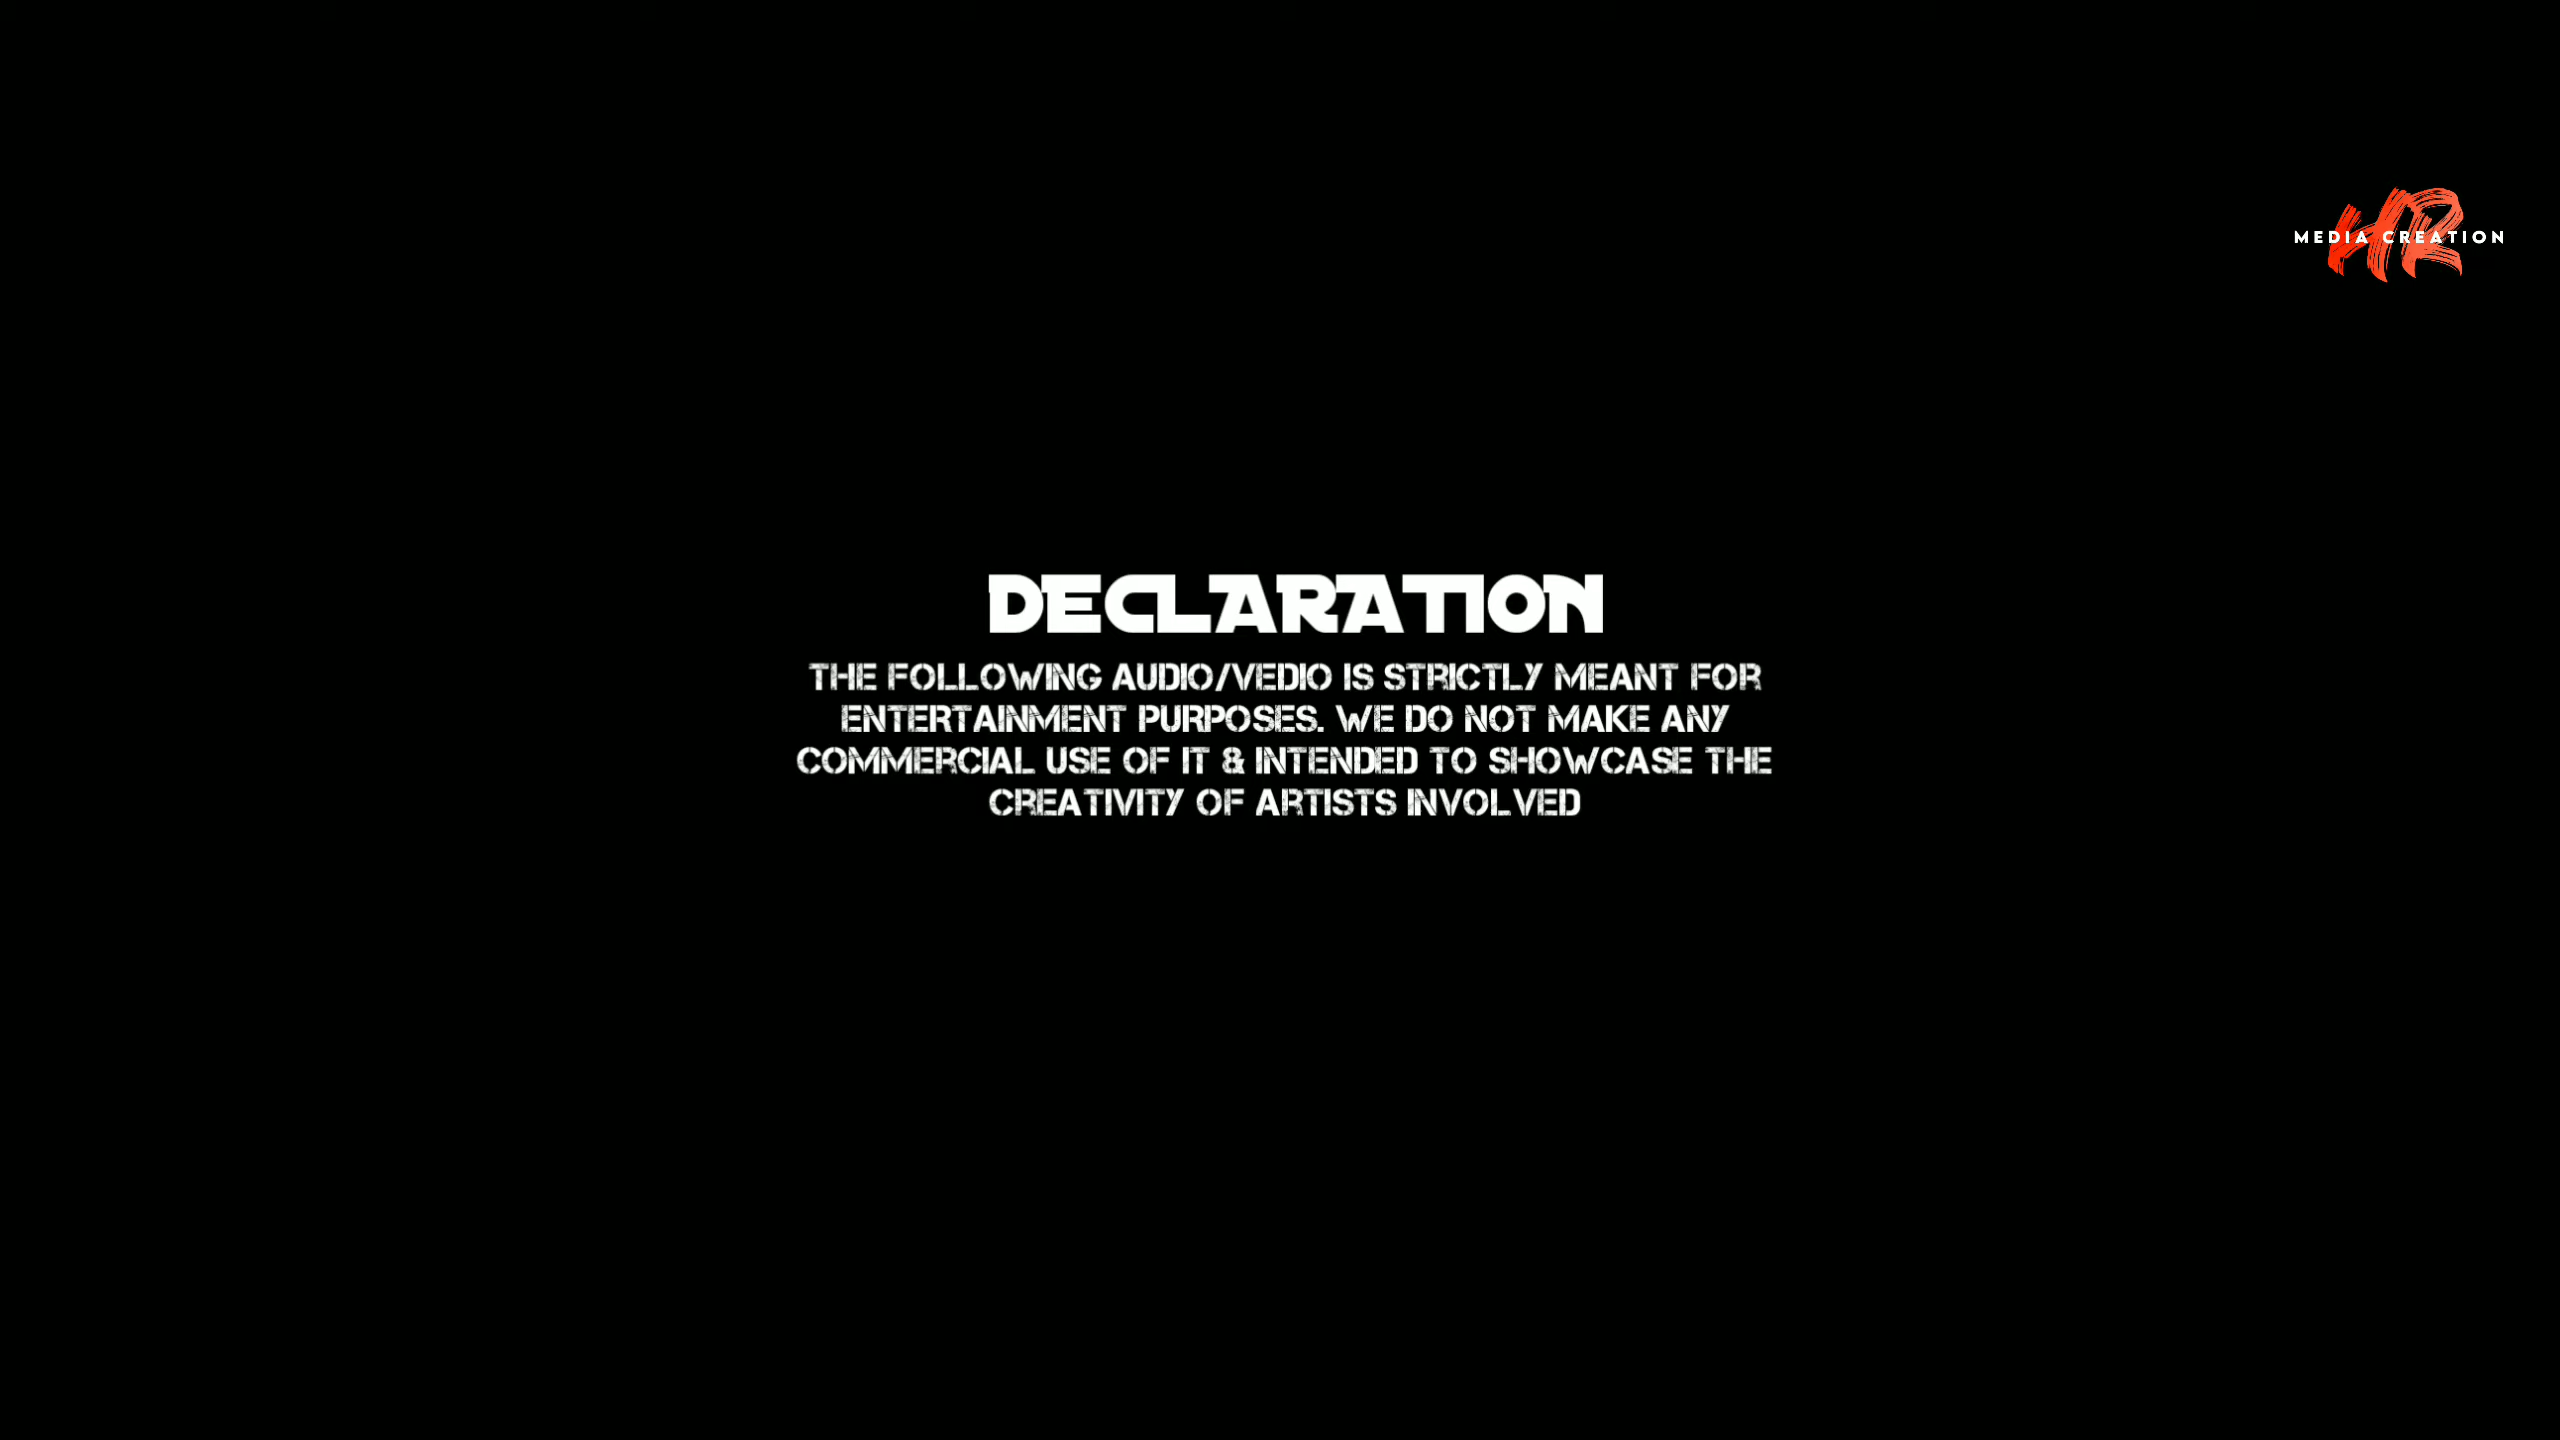 HR
MEDIA CREATION
DECLARATION
THE FOLLOWING AUDIO/VEDIO IS STRICTLY MEANT FOR
ENTERTAINMENT PURPOSES. WE DO NOT MAKE ANY
COMMERCIAL USE OF IT & INTENDED TO SHOWCASE THE
CREATIVITY OF ARTISTS INVOLVED